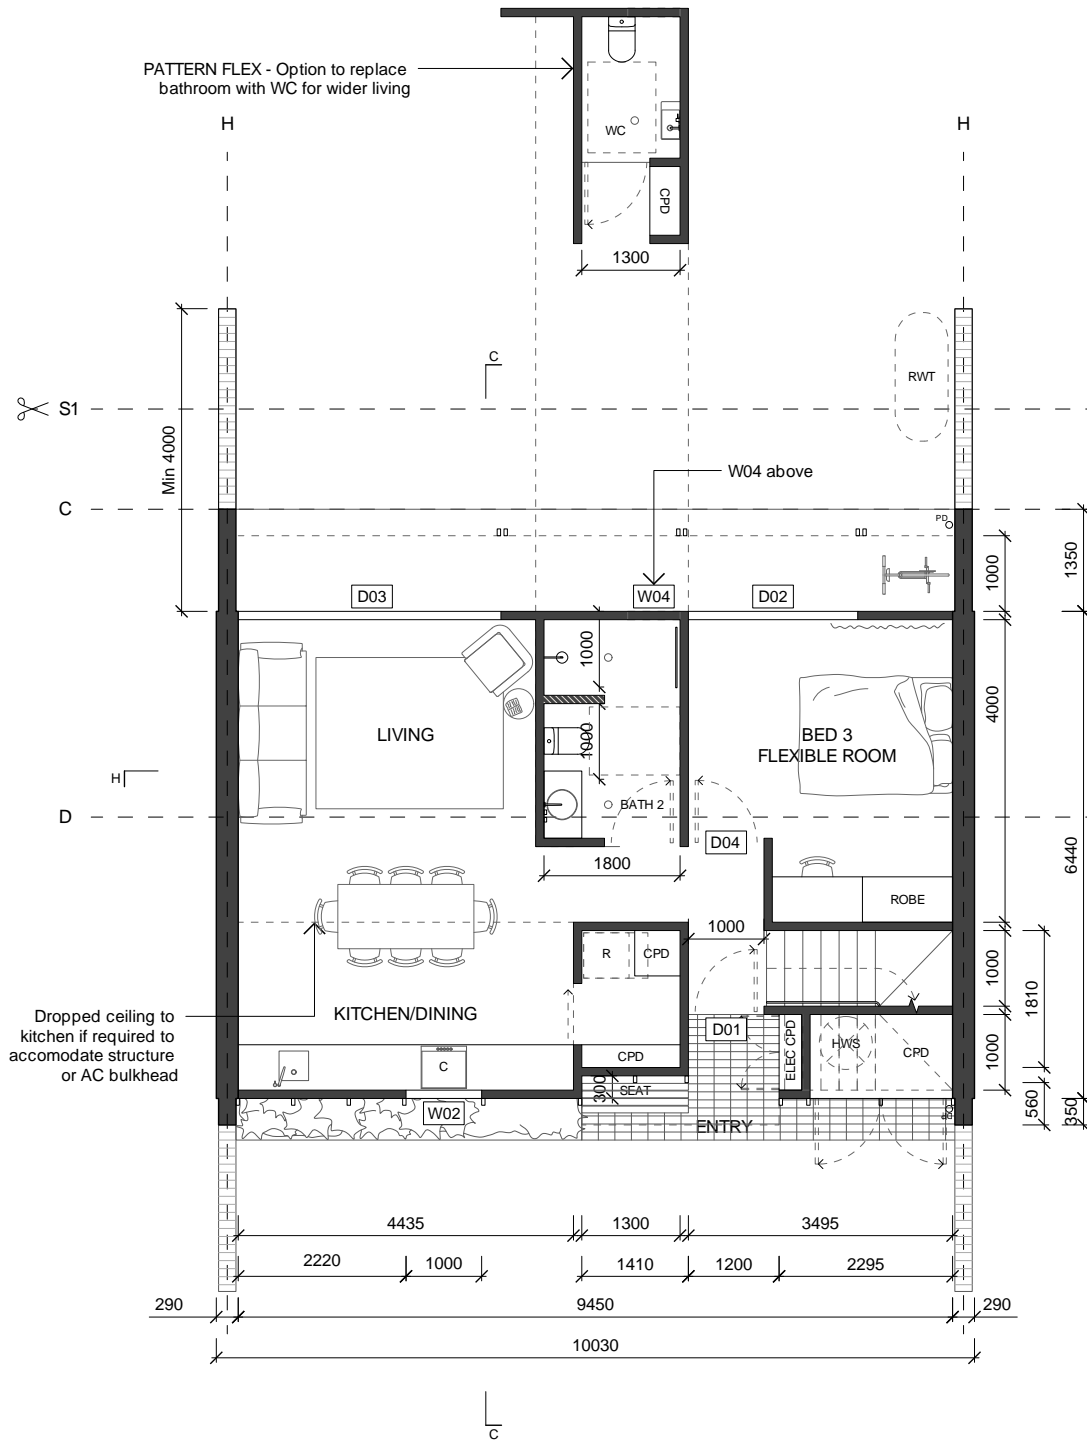 PATTERN FLEX - Option to replace
bathroom with WC for wider living
WC
CPD
1300
H
H
C
RWT
S1
Min 4000
W04 above
C
PD
1350
1000
D03
W04
D02
1000
4000
LIVING
BED 3
FLEXIBLE ROOM
1000
H
BATH 2
D
D04
6440
1800
ROBE
1000
R
CPD
1000
1810
Dropped ceiling to
kitchen if required to
accomodate structure
or AC bulkhead
KITCHEN/DINING
D01
ELEC CPD
HWS
CPD
1000
C
CPD
300
SEAT
W02
ENTRY
560
350
4435
1300
3495
2220
1000
1410
1200
2295
290
9450
290
10030
C